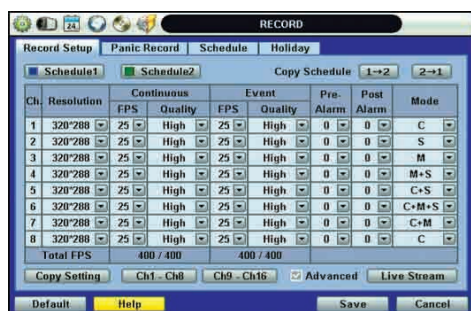 24
RECORD
Record Setup Panic Record Schedule Holiday
Schedule1 Schedule2 Copy Schedule 1→2 2→1
Ch. Resolution Continuous Event Pre-Alarm Post Alarm Mode
FPS Quality FPS Quality
1 320*288 25 High 25 High 0 0 C
2 320*288 25 High 25 High 0 0 S
3 320*288 25 High 25 High 0 0 M
4 320*288 25 High 25 High 0 0 M+S
5 320*288 25 High 25 High 0 0 C+S
6 320*288 25 High 25 High 0 0 C+M+S
7 320*288 25 High 25 High 0 0 C+M
8 320*288 25 High 25 High 0 0 C
Total FPS 400 / 400 400 / 400
Copy Setting Ch1 - Ch8 Ch9 - Ch16 Advanced Live Stream
Default Help Save Cancel